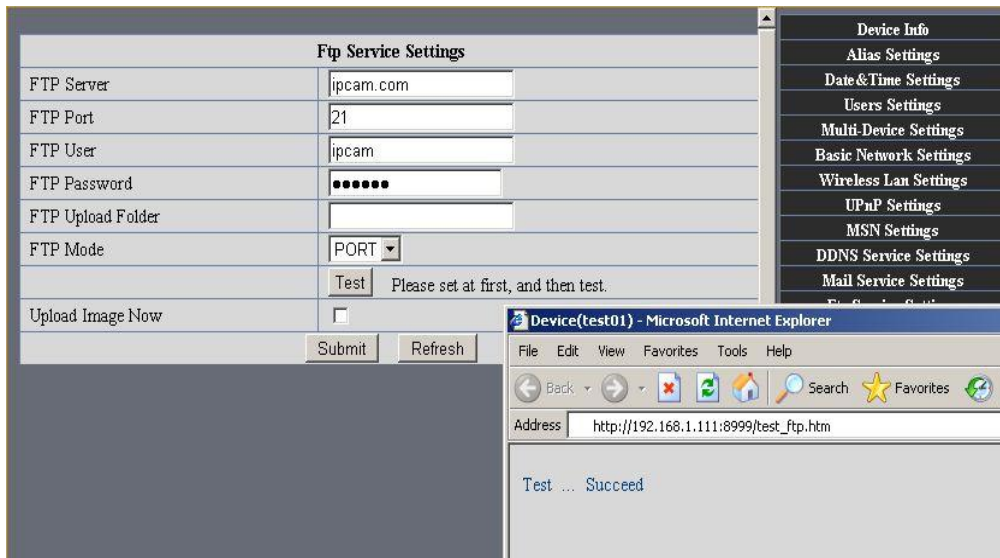 Ftp Service Settings
FTP Server
ipcam.com
FTP Port
21
FTP User
ipcam
FTP Password
●●●●●●
FTP Upload Folder
FTP Mode
PORT
Test Please set at first, and then test.
Upload Image Now
Submit Refresh
Device Info
Alias Settings
Date&Time Settings
Users Settings
Multi-Device Settings
Basic Network Settings
Wireless Lan Settings
UPnP Settings
MSN Settings
DDNS Service Settings
Mail Service Settings
Device(test01) - Microsoft Internet Explorer
File Edit View Favorites Tools Help
Back Search Favorites
Address http://192.168.1.111:8999/test_ftp.htm
Test ... Succeed